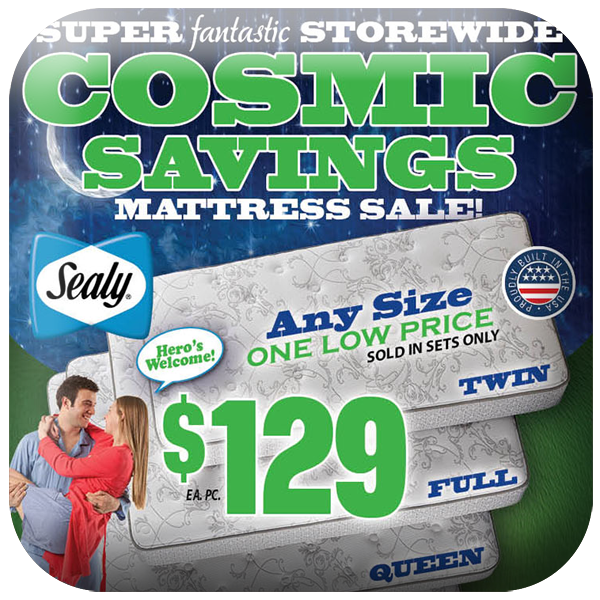 SUPER fantastic STOREWIDE
COSMIC
SAVINGS
MATTRESS SALE!
Sealy®
PROUDLY BUILT IN THE USA
Any Size
ONE LOW PRICE
SOLD IN SETS ONLY
Hero's
Welcome!
TWIN
$129
EA. PC.
FULL
QUEEN